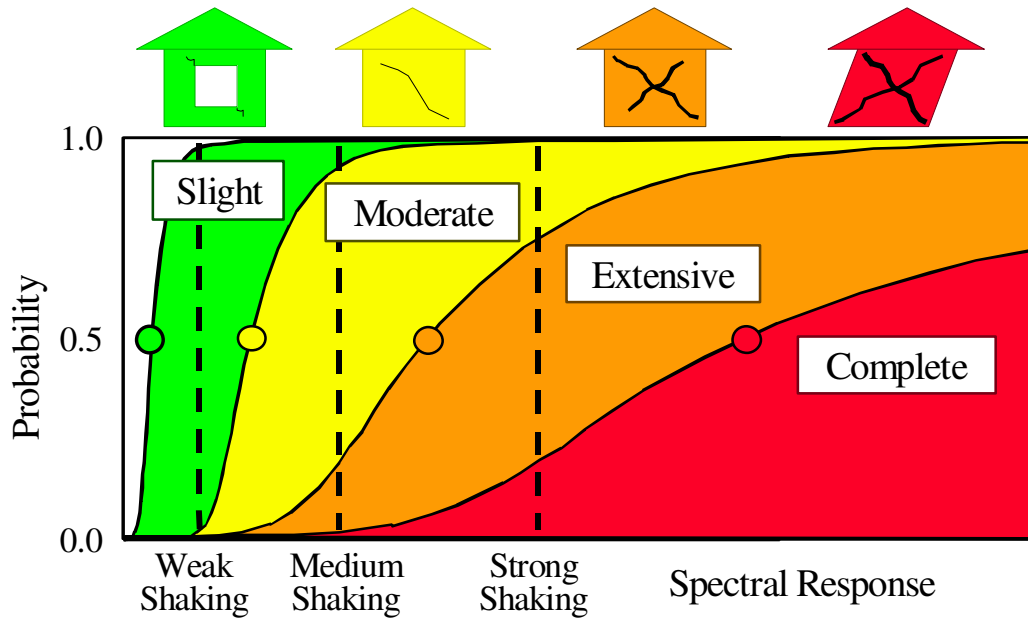 1.0
Slight
Moderate
Extensive
0.5
Complete
Probability
0.0
Weak
Shaking
Medium
Shaking
Strong
Shaking
Spectral Response